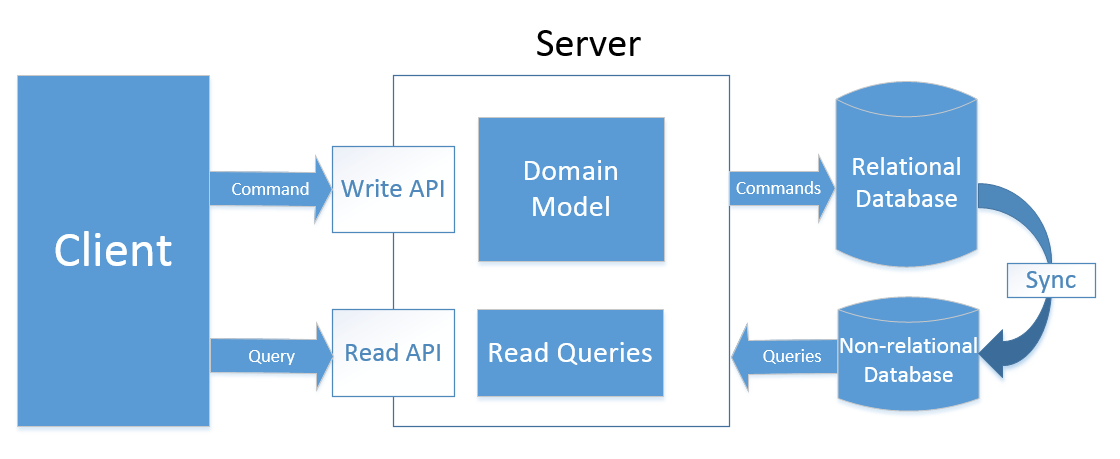 Server
Client
Command
Write API
Domain
Model
Commands
Relational
Database
Sync
Query
Read API
Read Queries
Queries
Non-relational
Database